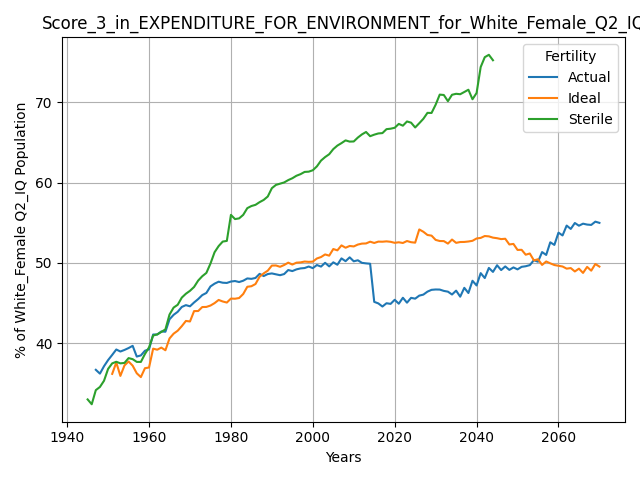 Score_3_in_EXPENDITURE_FOR_ENVIRONMENT_for_White_Female_Q2_IQ
Fertility
Actual
Ideal
Sterile
% of White_Female Q2_IQ Population
70
60
50
40
1940 1960 1980 2000 2020 2040 2060
Years